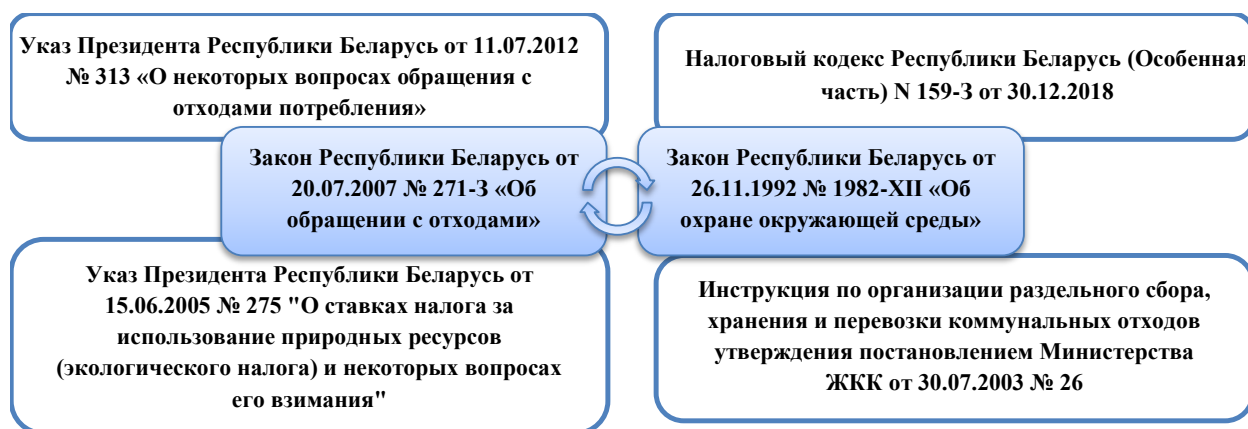 Указ Президента Республики Беларусь от 11.07.2012
№ 313 «О некоторых вопросах обращения с
отходами потребления»
Налоговый кодекс Республики Беларусь (Особенная
часть) N 159-З от 30.12.2018
Закон Республики Беларусь от
20.07.2007 № 271-З «Об
обращении с отходами»
Закон Республики Беларусь от
26.11.1992 № 1982-XII «Об
охране окружающей среды»
Указ Президента Республики Беларусь от
15.06.2005 № 275 "О ставках налога за
использование природных ресурсов
(экологического налога) и некоторых вопросах
его взимания"
Инструкция по организации раздельного сбора,
хранения и перевозки коммунальных отходов
утверждения постановлением Министерства
ЖКК от 30.07.2003 № 26